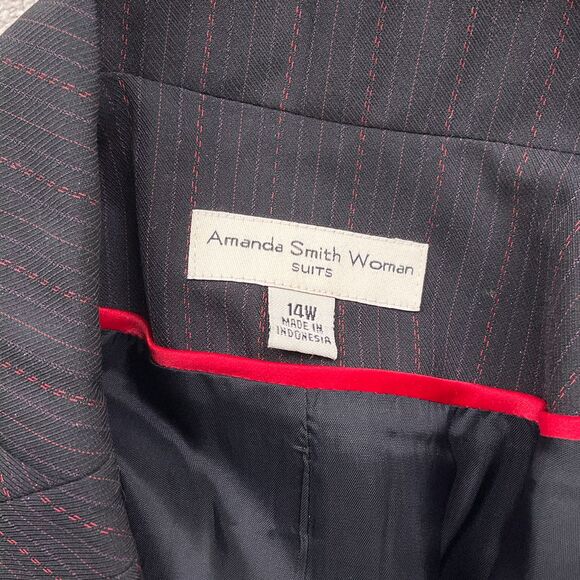 Amanda Smith Woman
SUITS
14W
MADE IN
INDONESIA